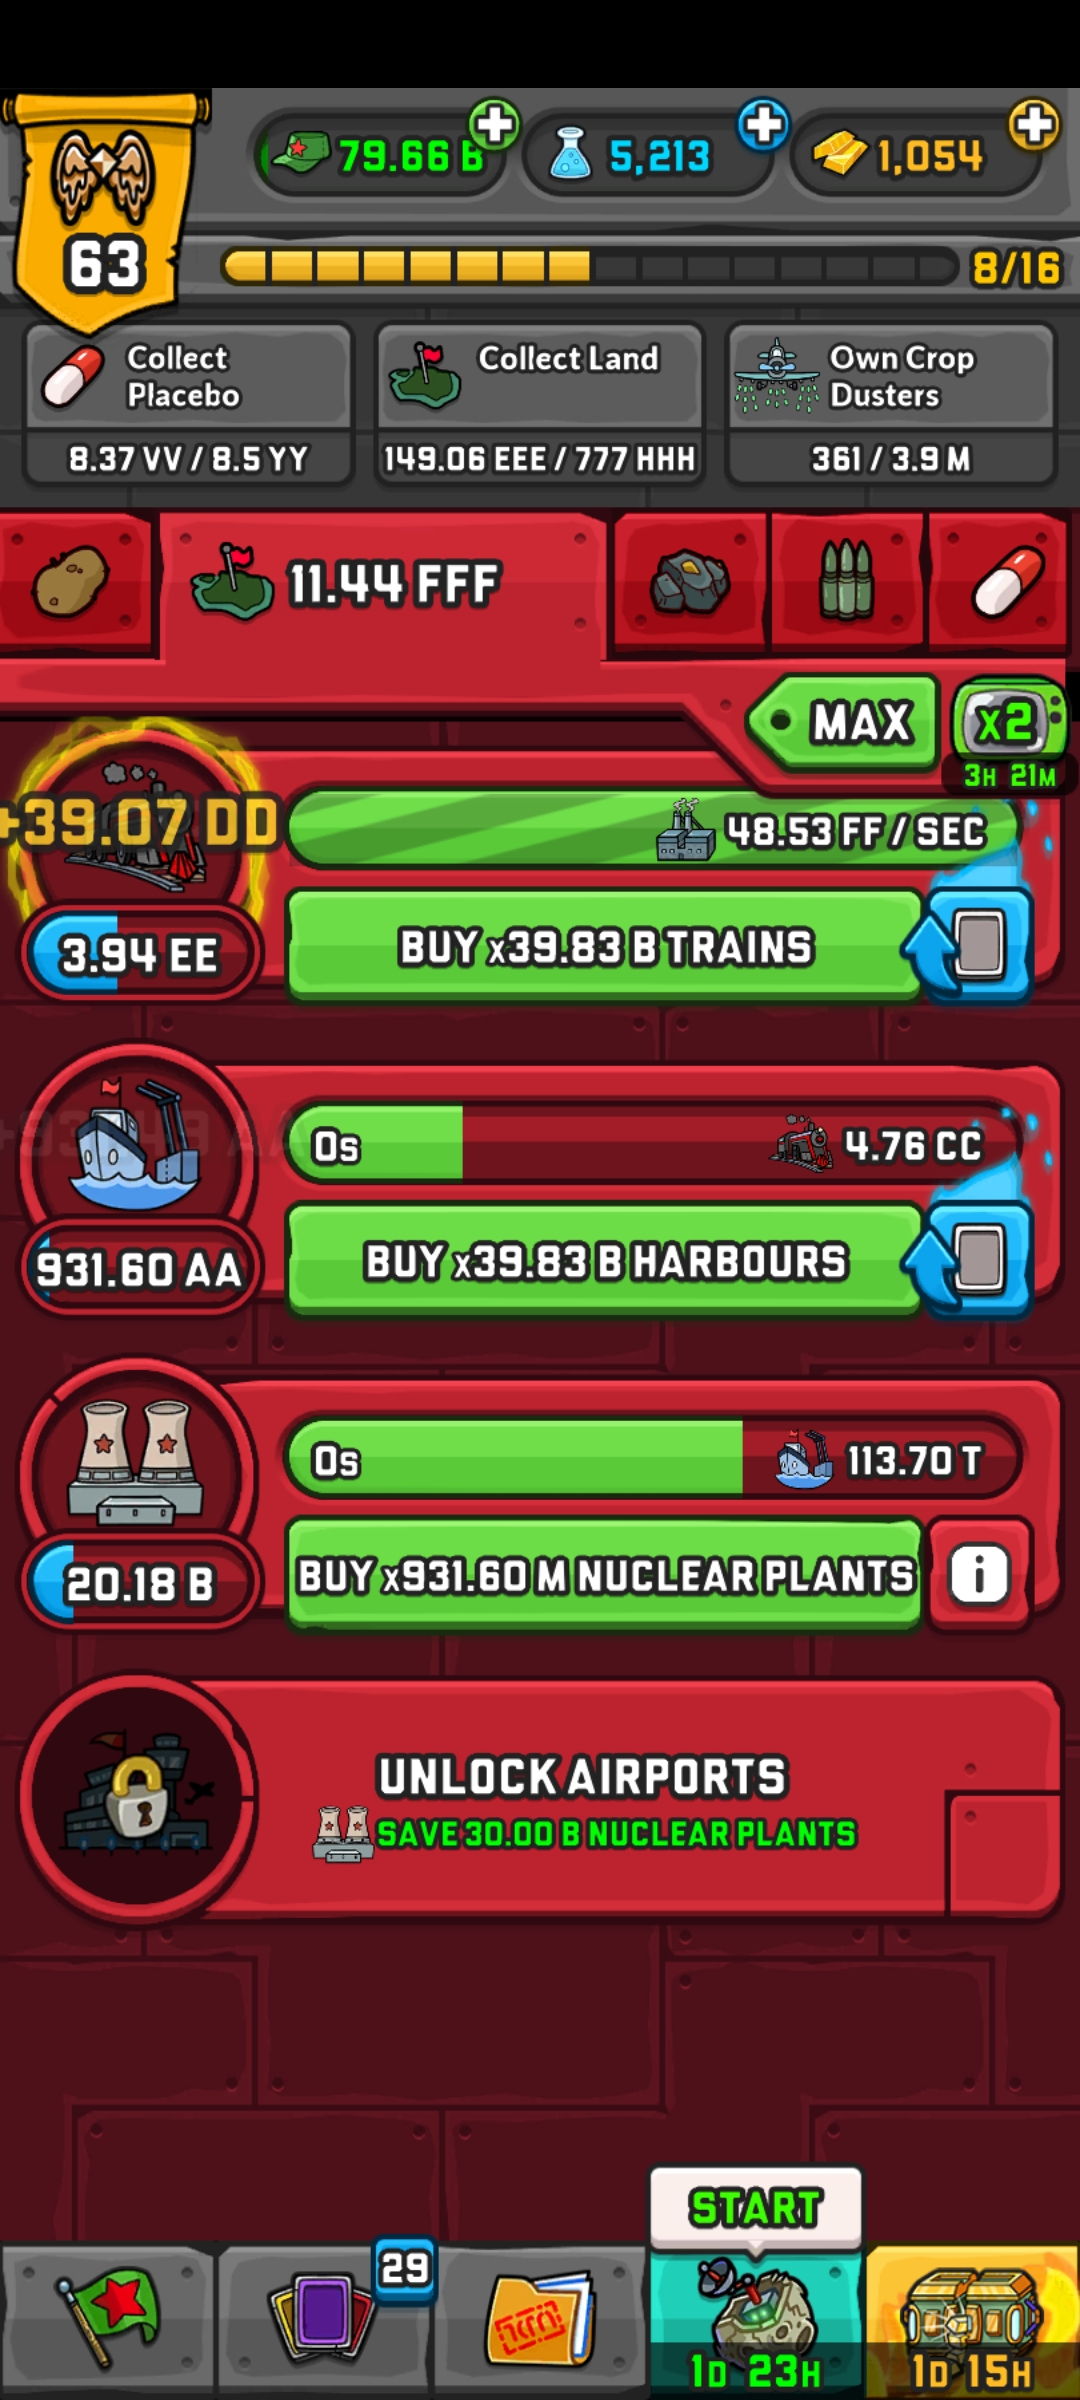 63
79.66 B
5,213
1,054
8/16
Collect
Placebo
8.37 VV / 8.5 YY
Collect Land
149.06 EEE / 777 HHH
Own Crop
Dusters
361 / 3.9 M
11.44 FFF
MAX
x2
3H 21M
+39.07 DD
48.53 FF / SEC
3.94 EE
BUY x39.83 B TRAINS
0s
4.76 CC
931.60 AA
BUY x39.83 B HARBOURS
0s
113.70 T
20.18 B
BUY x931.60 M NUCLEAR PLANTS
i
UNLOCK AIRPORTS
SAVE 30.00 B NUCLEAR PLANTS
START
29
1D 23H
1D 15H